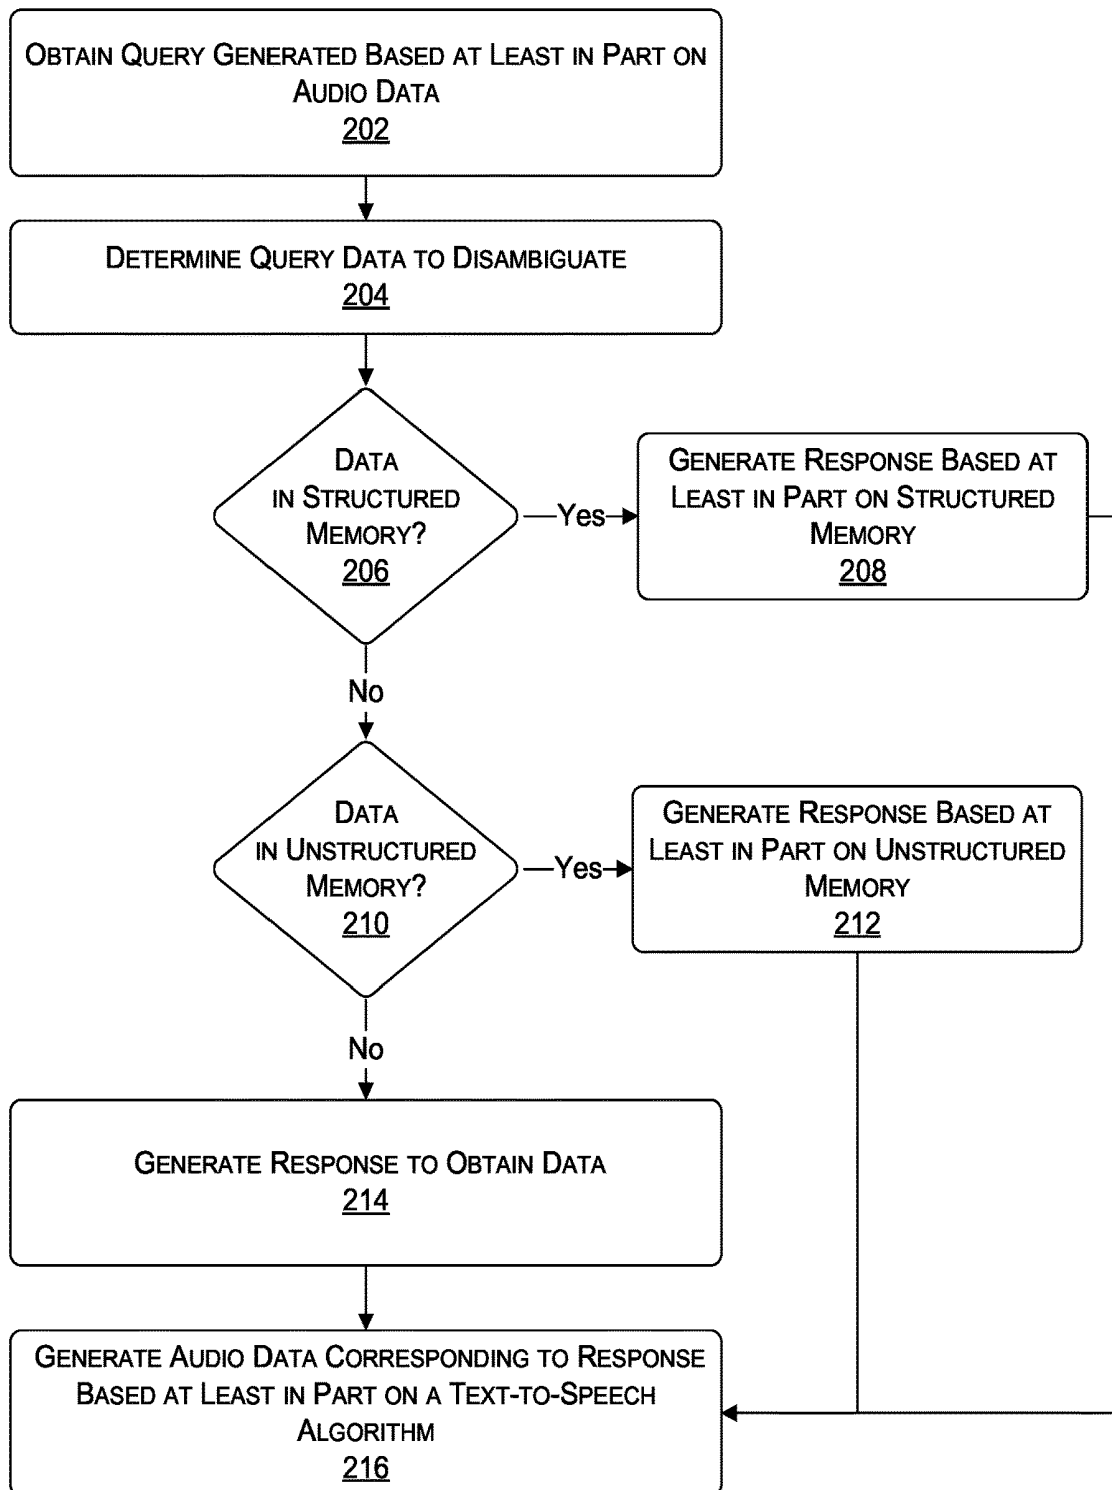 OBTAIN QUERY GENERATED BASED AT LEAST IN PART ON
AUDIO DATA
202
DETERMINE QUERY DATA TO DISAMBIGUATE
204
DATA
IN STRUCTURED
MEMORY?
206
Yes
GENERATE RESPONSE BASED AT
LEAST IN PART ON STRUCTURED
MEMORY
208
No
DATA
IN UNSTRUCTURED
MEMORY?
210
Yes
GENERATE RESPONSE BASED AT
LEAST IN PART ON UNSTRUCTURED
MEMORY
212
No
GENERATE RESPONSE TO OBTAIN DATA
214
GENERATE AUDIO DATA CORRESPONDING TO RESPONSE
BASED AT LEAST IN PART ON A TEXT-TO-SPEECH
ALGORITHM
216